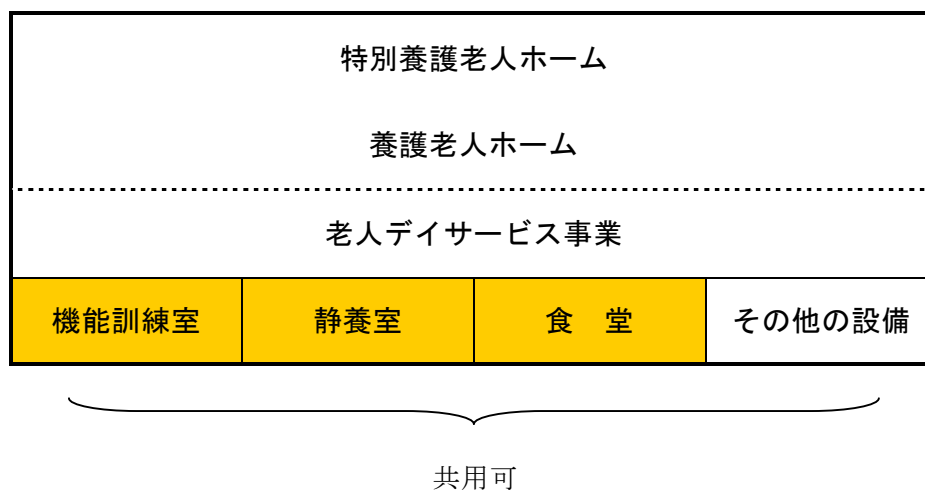 特別養護老人ホーム
養護老人ホーム
老人デイサービス事業
機能訓練室 静養室 食 堂 その他の設備
共用可